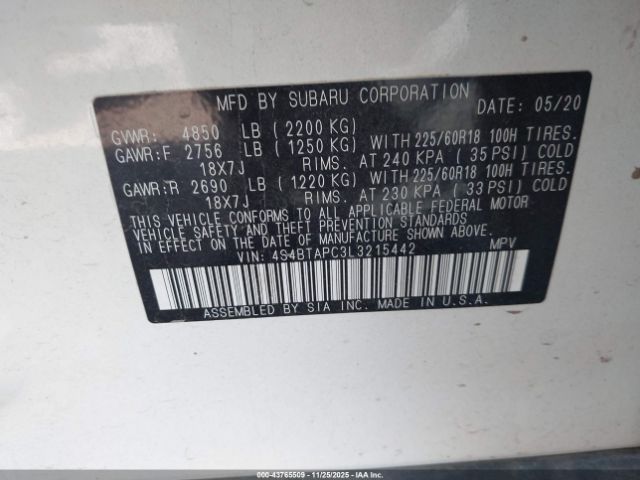 MFD BY SUBARU CORPORATION DATE: 05/20
GVWR: 4850 LB (2200 KG)
GAWR:F 2756 LB (1250 KG) WITH 225/60R18 100H TIRES.
18X7J RIMS. AT 240 KPA (35 PSI) COLD
GAWR:R 2690 LB (1220 KG) WITH 225/60R18 100H TIRES.
18X7J RIMS. AT 230 KPA (33 PSI) COLD
THIS VEHICLE CONFORMS TO ALL APPLICABLE FEDERAL MOTOR
VEHICLE SAFETY AND THEFT PREVENTION STANDARDS
IN EFFECT ON THE DATE OF MANUFACTURE SHOWN ABOVE.
VIN: 4S4BTAPC3L3215442 MPV
ASSEMBLED BY SIA INC. MADE IN U.S.A.
000-43765509 - 11/25/2025 - IAA Inc.